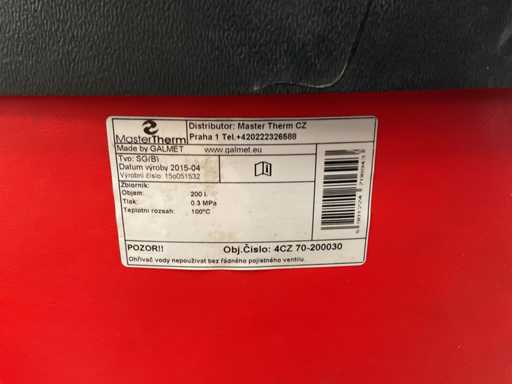 MasterTherm
Distributor: Master Therm CZ
Praha 1 Tel.+420222326588
Made by GALMET
www.galmet.eu
Typ: SG(B)
Datum výroby 2015-04
Výrobní číslo: 15o051532
Zbiorník:
Objem: 200 l.
Tlak: 0.3 MPa
Teplotní rozsah: 100°C
POZOR!!
Obj.Číslo: 4CZ 70-200030
Ohřívač vody nepoužívat bez řádného pojistného ventilu.